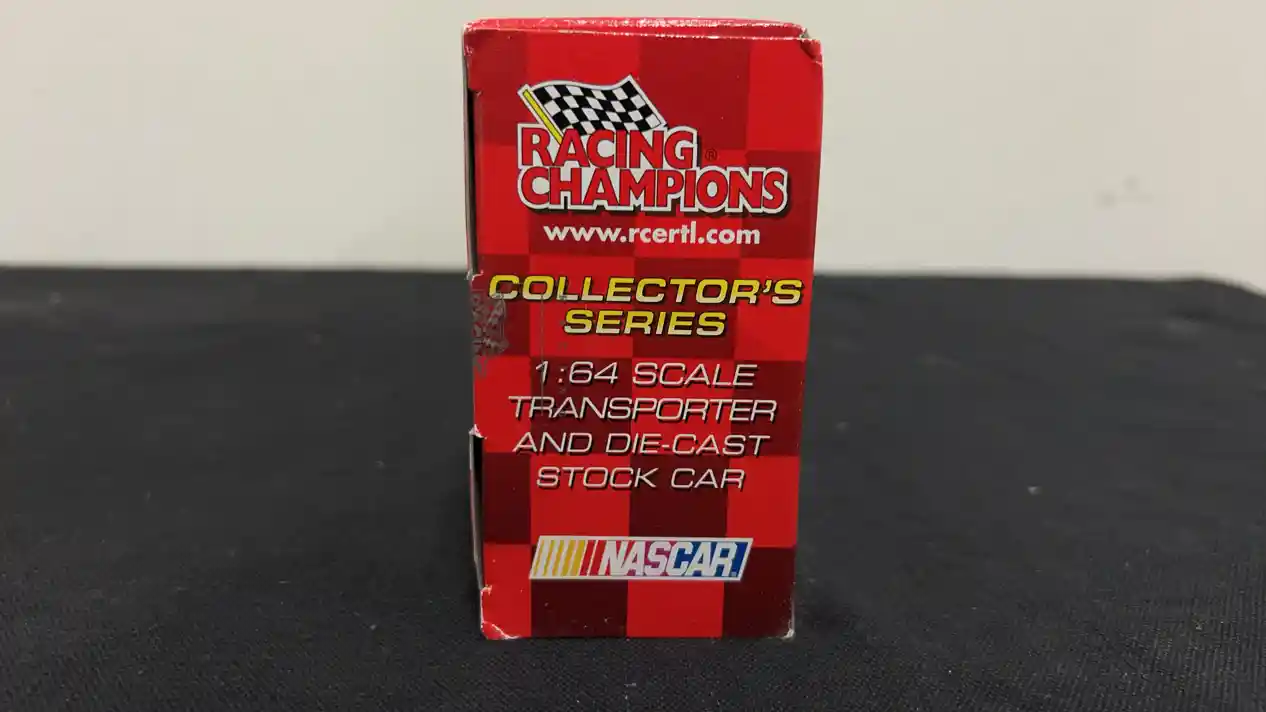 RACING ®
CHAMPIONS
www.rcertl.com
COLLECTOR'S
SERIES
1:64 SCALE
TRANSPORTER
AND DIE-CAST
STOCK CAR
NASCAR®